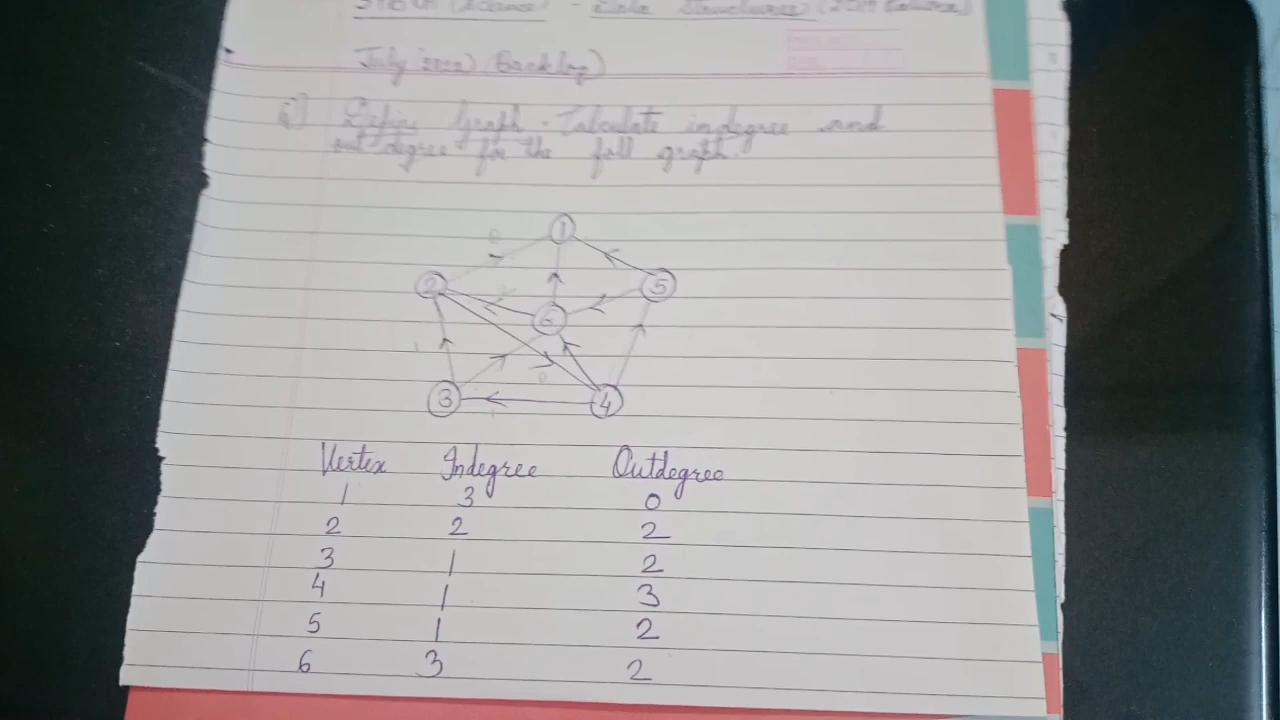 July 2022 (Backlog)
Q] Define Graph. Calculate indegree and
out degree for the foll graph.
1
2
5
6
3
4
Vertex Indegree Outdegree
1 3 0
2 2 2
3 1 2
4 1 3
5 1 2
6 3 2